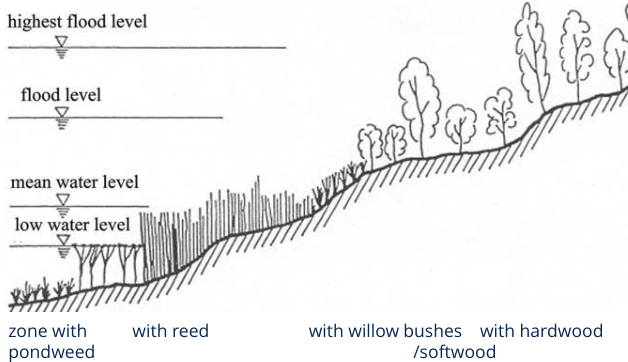 highest flood level
flood level
mean water level
low water level
zone with pondweed
with reed
with willow bushes /softwood
with hardwood